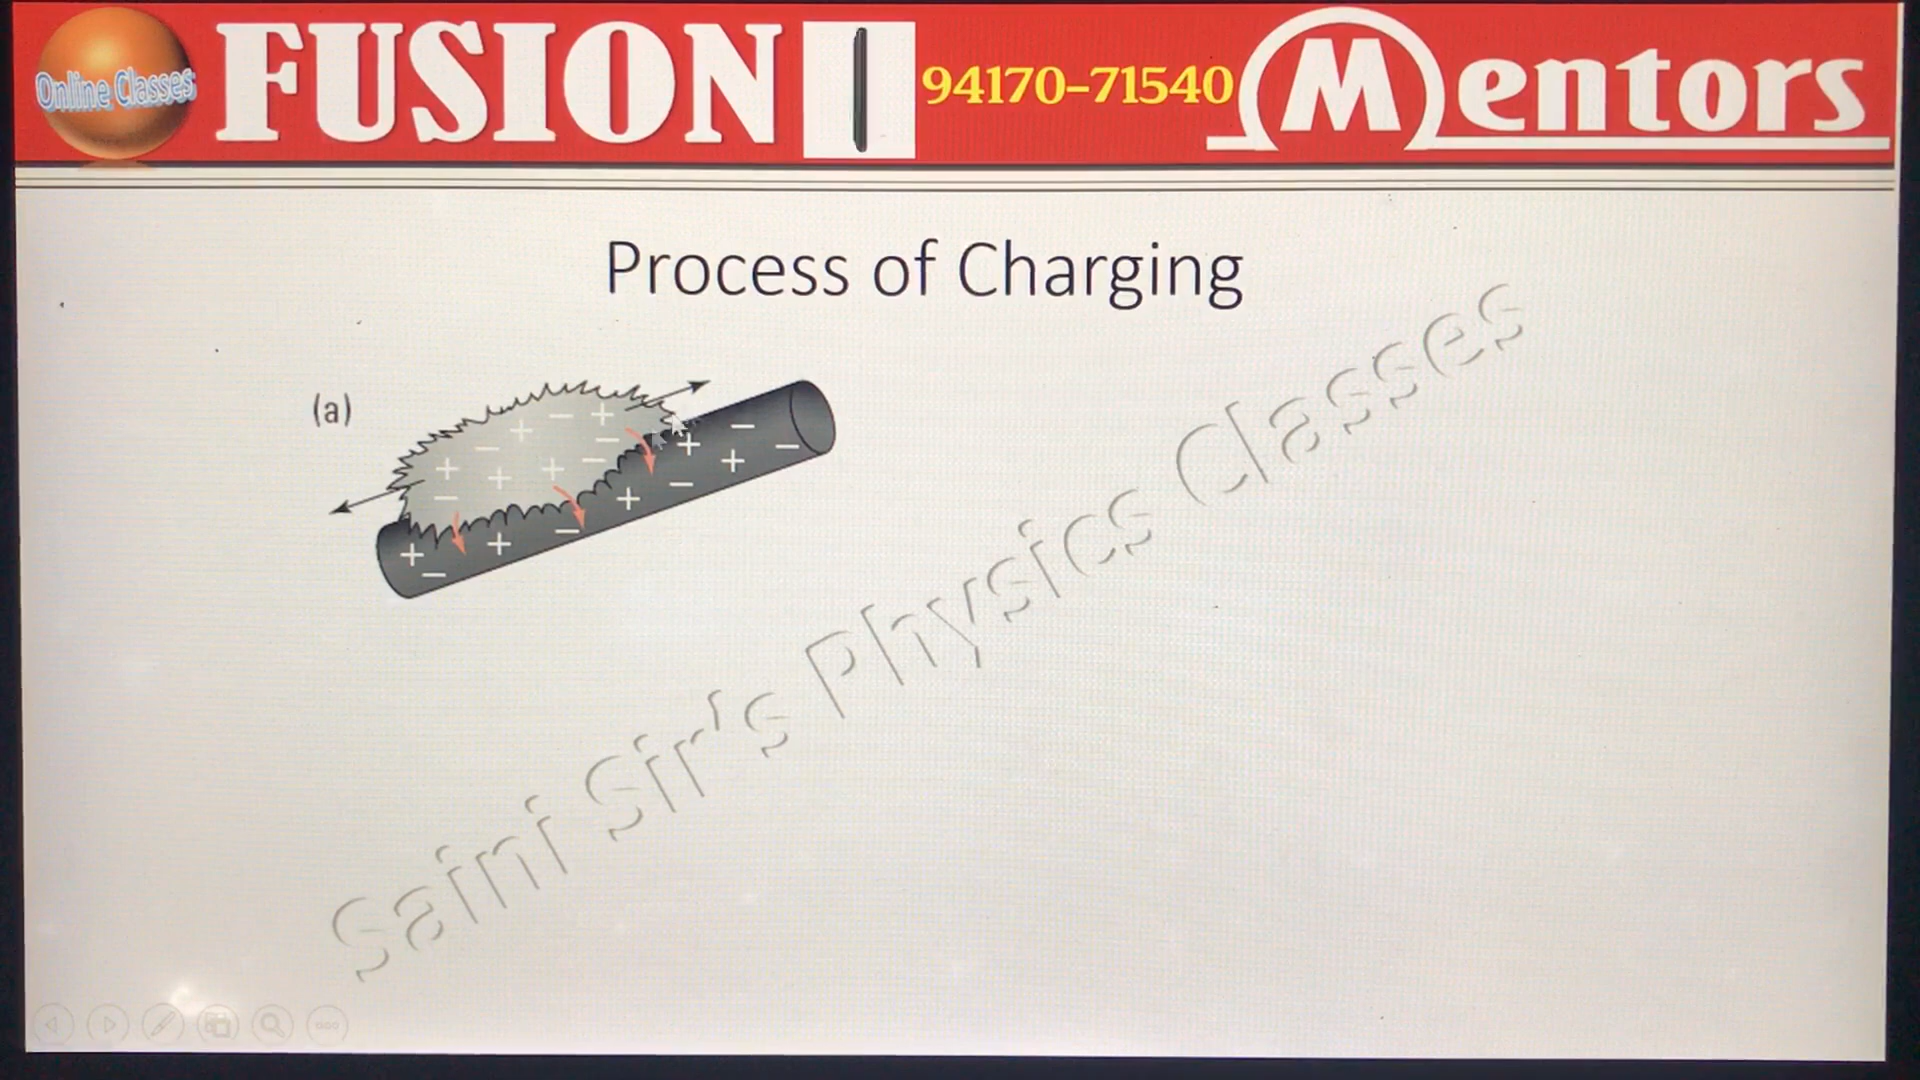 Online Classes
FUSION
94170-71540
Mentors
Process of Charging
(a)
Saini Sir's Physics Classes